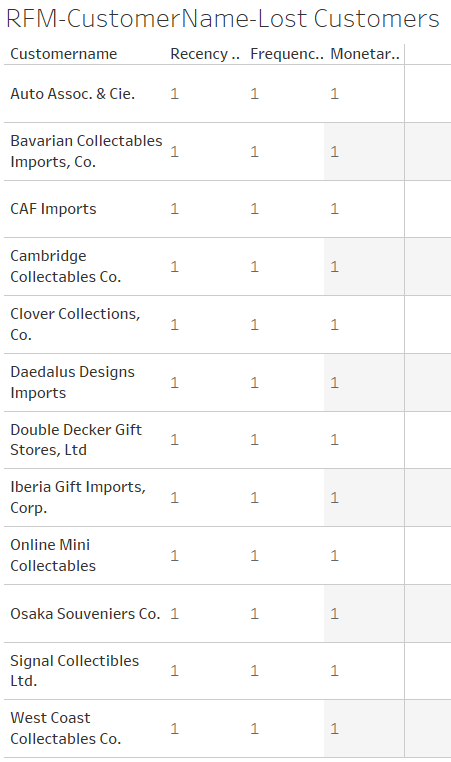 RFM-CustomerName-Lost Customers
Customername Recency .. Frequenc.. Monetar..
Auto Assoc. & Cie. 1 1 1
Bavarian Collectables
Imports, Co. 1 1 1
CAF Imports 1 1 1
Cambridge
Collectables Co. 1 1 1
Clover Collections,
Co. 1 1 1
Daedalus Designs
Imports 1 1 1
Double Decker Gift
Stores, Ltd 1 1 1
Iberia Gift Imports,
Corp. 1 1 1
Online Mini
Collectables 1 1 1
Osaka Souveniers Co. 1 1 1
Signal Collectibles
Ltd. 1 1 1
West Coast
Collectables Co. 1 1 1